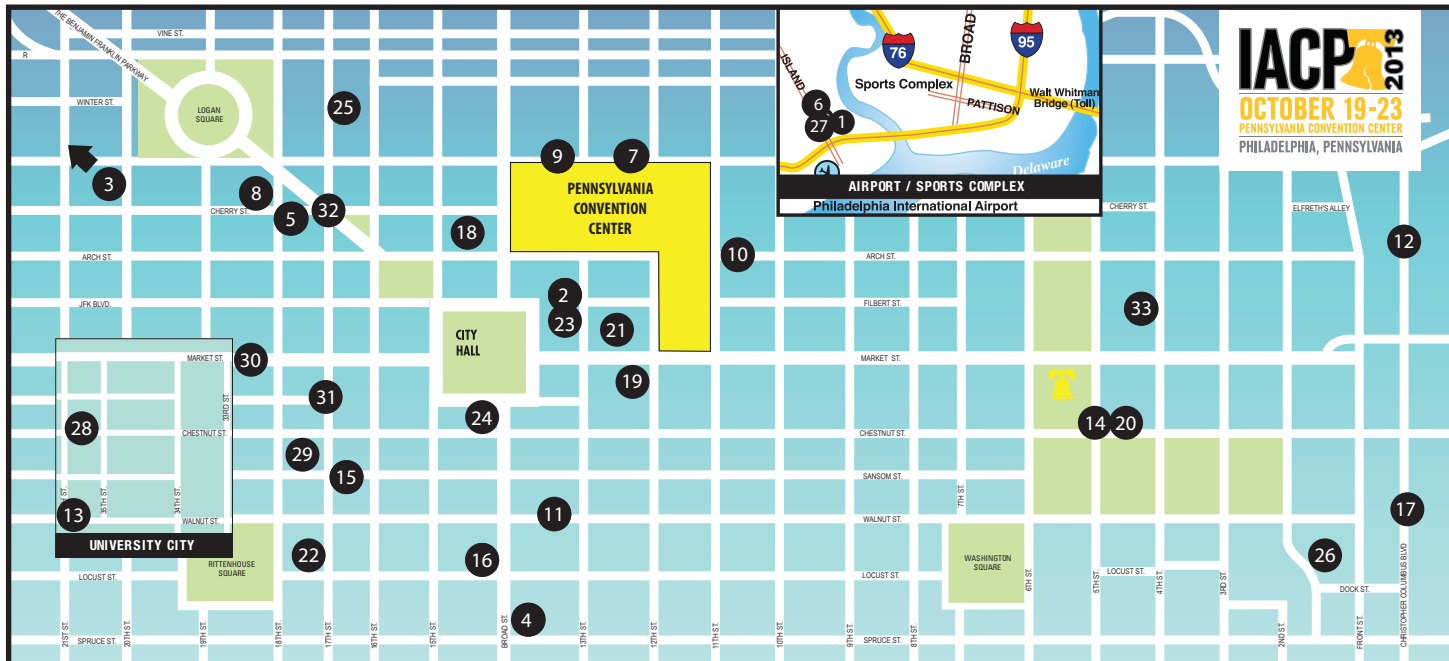 THE BENJAMIN FRANKLIN PARKWAY
VINE ST.
R
WINTER ST.
LOGAN
SQUARE
25
3
8
5
32
CHERRY ST.
18
9
7
PENNSYLVANIA
CONVENTION
CENTER
10
ARCH ST.
ARCH ST.
JFK BLVD.
FILBERT ST.
2
23
21
CITY
HALL
MARKET ST.
MARKET ST.
30
31
19
24
33RD ST.
28
CHESTNUT ST.
CHESTNUT ST.
29
15
SANSOM ST.
35TH ST.
34TH ST.
13
WALNUT ST.
WALNUT ST.
UNIVERSITY CITY
11
22
16
4
RITTENHOUSE
SQUARE
LOCUST ST.
LOCUST ST.
LOCUST ST.
SPRUCE ST.
SPRUCE ST.
21ST ST.
20TH ST.
19TH ST.
18TH ST.
17TH ST.
16TH ST.
15TH ST.
BROAD ST.
13TH ST.
12TH ST.
11TH ST.
10TH ST.
9TH ST.
8TH ST.
7TH ST.
6TH ST.
5TH ST.
4TH ST.
3RD ST.
2ND ST.
FRONT ST.
CHRISTOPHER COLUMBUS BLVD
WASHINGTON
SQUARE
DOCK ST.
26
17
14
20
33
12
CHERRY ST.
ELFRETH'S ALLEY
76
95
BROAD
ISLAND
Sports Complex
PATTISON
Walt Whitman
Bridge (Toll)
6
27
1
Delaware
AIRPORT / SPORTS COMPLEX
Philadelphia International Airport
IACP 2013
OCTOBER 19-23
PENNSYLVANIA CONVENTION CENTER
PHILADELPHIA, PENNSYLVANIA